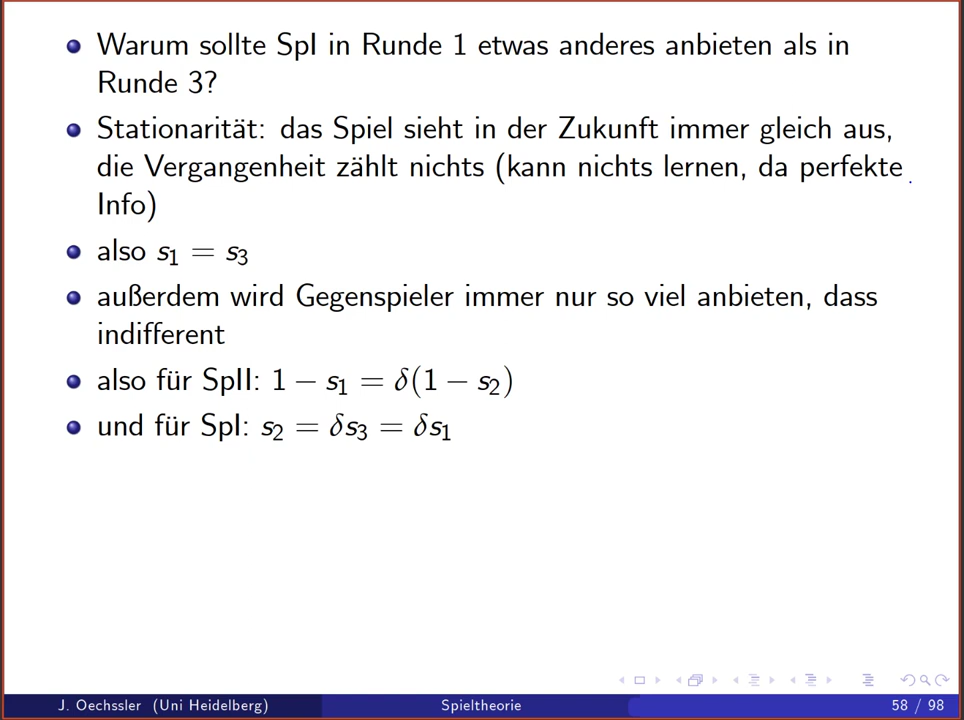 Warum sollte SpI in Runde 1 etwas anderes anbieten als in
Runde 3?
Stationarität: das Spiel sieht in der Zukunft immer gleich aus,
die Vergangenheit zählt nichts (kann nichts lernen, da perfekte
Info)
also s₁ = s₃
außerdem wird Gegenspieler immer nur so viel anbieten, dass
indifferent
also für SpII: 1 − s₁ = δ(1 − s₂)
und für SpI: s₂ = δs₃ = δs₁
J. Oechssler (Uni Heidelberg) Spieltheorie 58 / 98